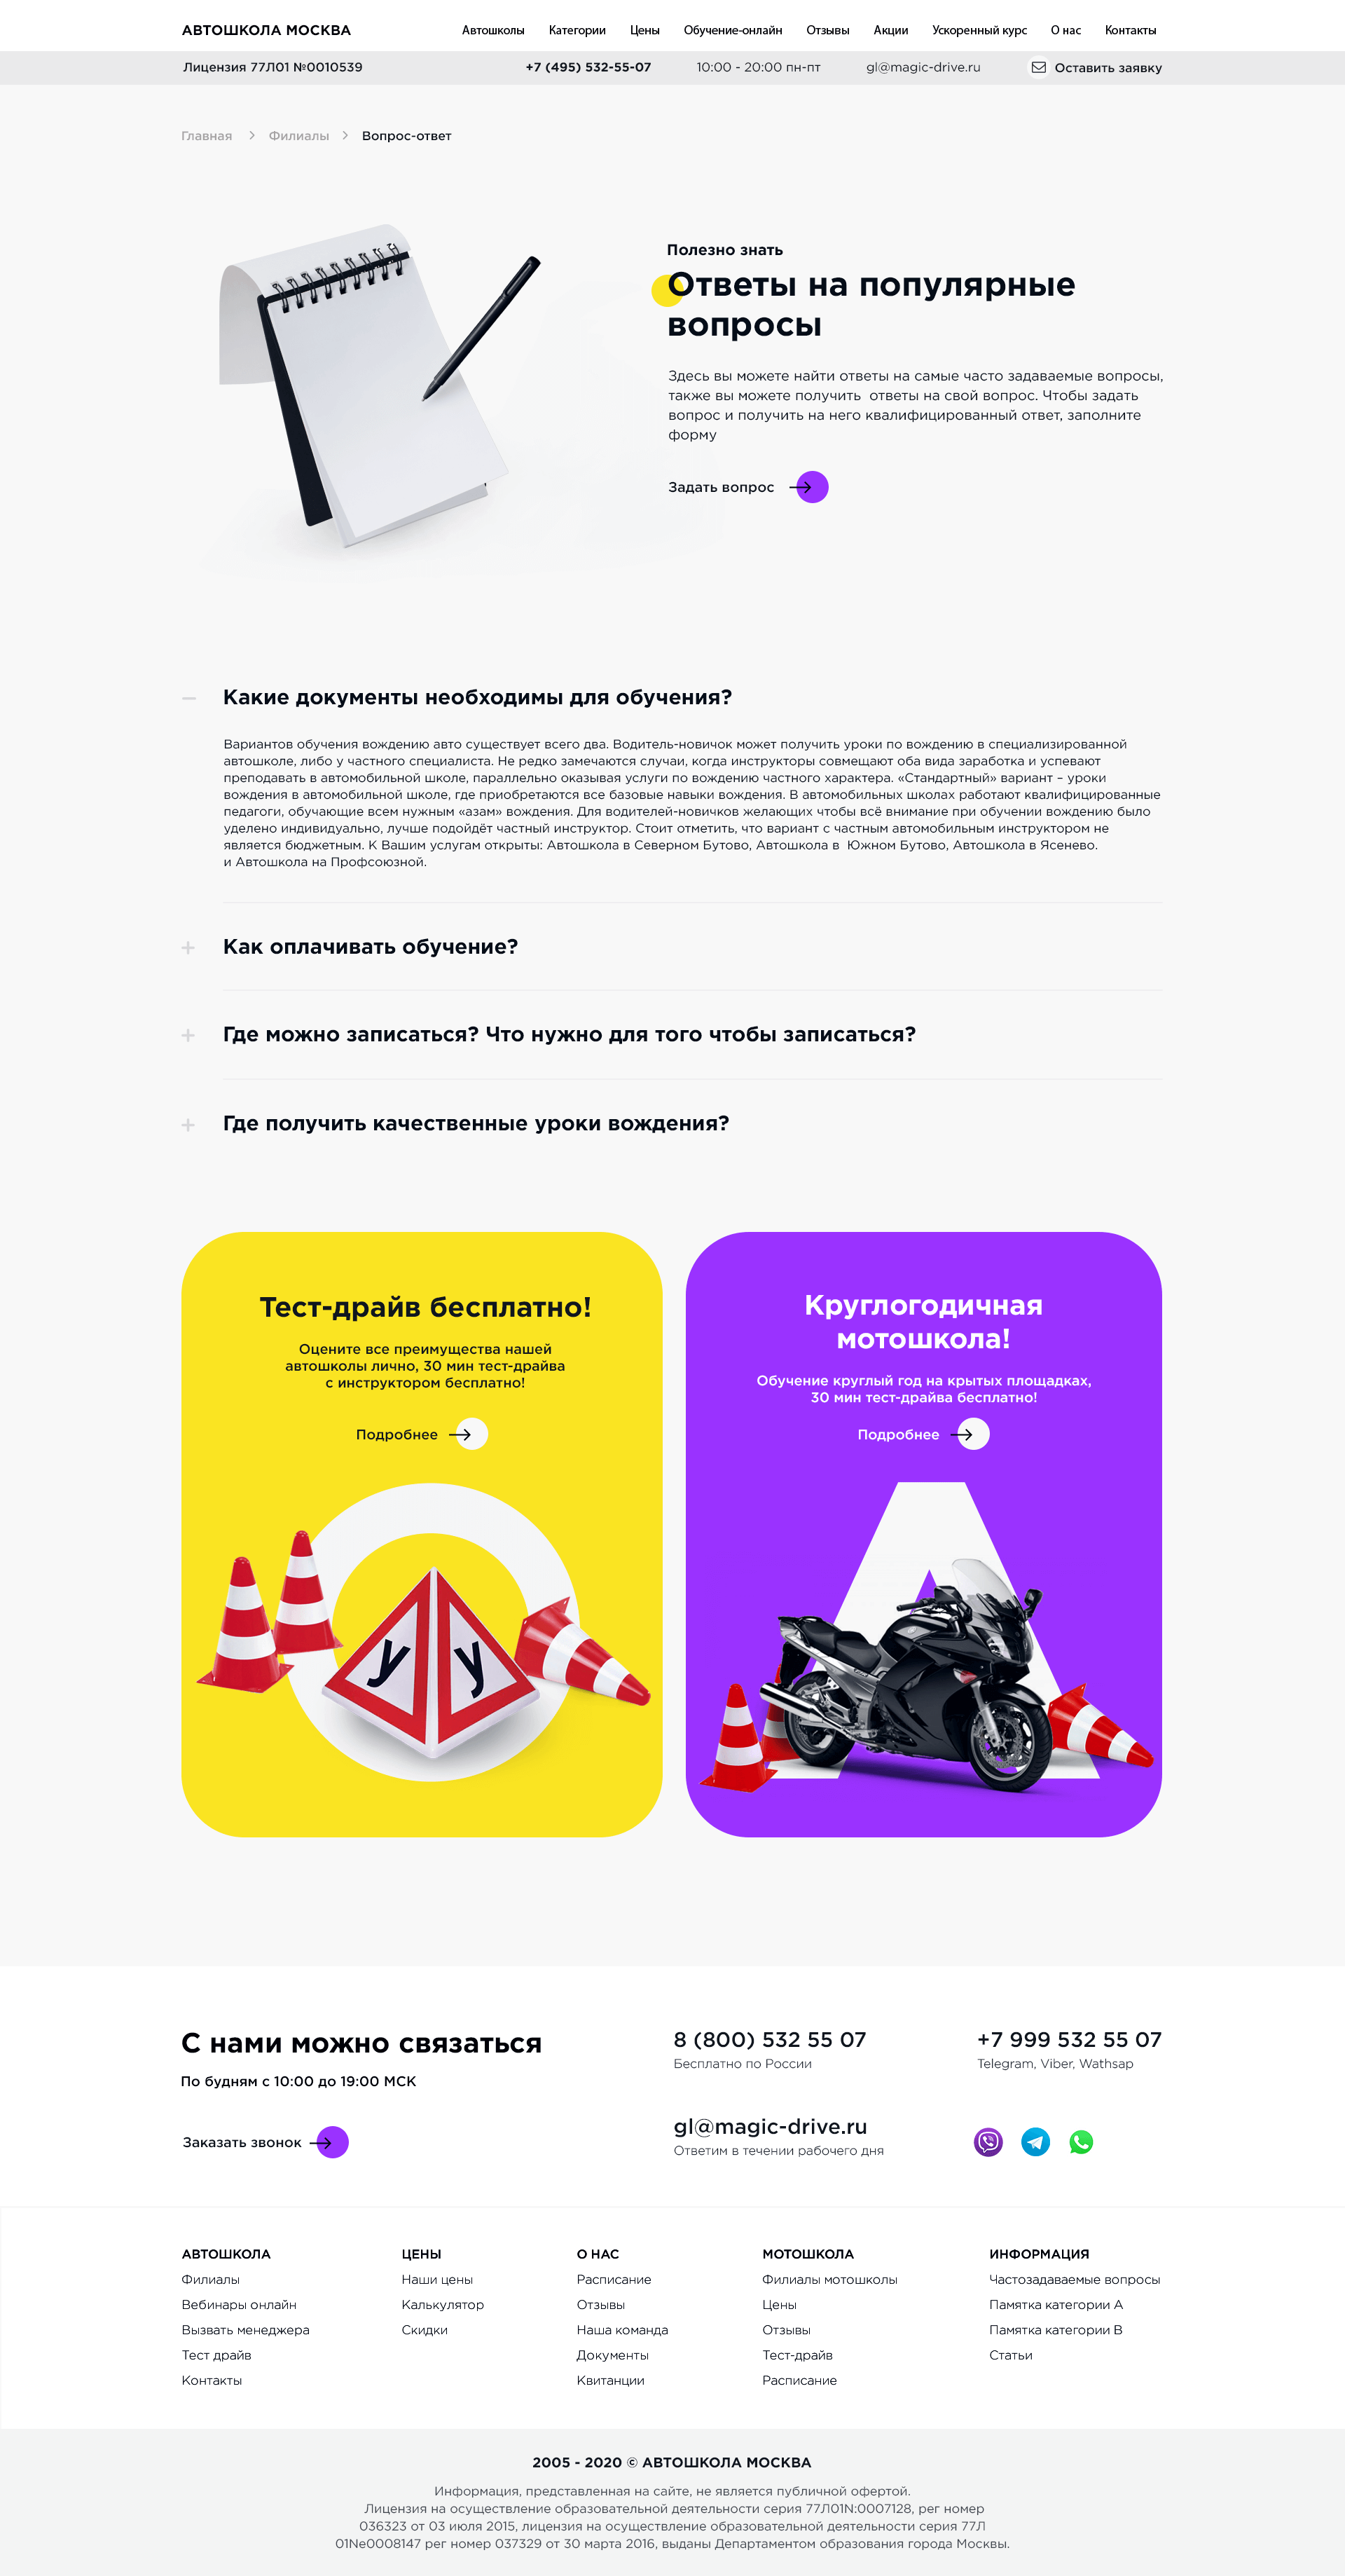 АВТОШКОЛА МОСКВА
Автошколы Категории Цены Обучение-онлайн Отзывы Акции Ускоренный курс О нас Контакты
Лицензия 77Л01 №0010539
+7 (495) 532-55-07
10:00 - 20:00 пн-пт
gl@magic-drive.ru
Оставить заявку
Главная
Филиалы
Вопрос-ответ
Полезно знать
Ответы на популярные
вопросы
Здесь вы можете найти ответы на самые часто задаваемые вопросы,
также вы можете получить ответы на свой вопрос. Чтобы задать
вопрос и получить на него квалифицированный ответ, заполните
форму
Задать вопрос
Какие документы необходимы для обучения?
Вариантов обучения вождению авто существует всего два. Водитель-новичок может получить уроки по вождению в специализированной
автошколе, либо у частного специалиста. Не редко замечаются случаи, когда инструкторы совмещают оба вида заработка и успевают
преподавать в автомобильной школе, параллельно оказывая услуги по вождению частного характера. «Стандартный» вариант – уроки
вождения в автомобильной школе, где приобретаются все базовые навыки вождения. В автомобильных школах работают квалифицированные
педагоги, обучающие всем нужным «азам» вождения. Для водителей-новичков желающих чтобы всё внимание при обучении вождению было
уделено индивидуально, лучше подойдёт частный инструктор. Стоит отметить, что вариант с частным автомобильным инструктором не
является бюджетным. К Вашим услугам открыты: Автошкола в Северном Бутово, Автошкола в Южном Бутово, Автошкола в Ясенево.
и Автошкола на Профсоюзной.
Как оплачивать обучение?
Где можно записаться? Что нужно для того чтобы записаться?
Где получить качественные уроки вождения?
Тест-драйв бесплатно!
Оцените все преимущества нашей
автошколы лично, 30 мин тест-драйва
с инструктором бесплатно!
Подробнее
У У
Круглогодичная
мотошкола!
Обучение круглый год на крытых площадках,
30 мин тест-драйва бесплатно!
Подробнее
А
С нами можно связаться
По будням с 10:00 до 19:00 МСК
Заказать звонок
8 (800) 532 55 07
Бесплатно по России
+7 999 532 55 07
Telegram, Viber, Wathsap
gl@magic-drive.ru
Ответим в течении рабочего дня
АВТОШКОЛА
Филиалы
Вебинары онлайн
Вызвать менеджера
Тест драйв
Контакты
ЦЕНЫ
Наши цены
Калькулятор
Скидки
О НАС
Расписание
Отзывы
Наша команда
Документы
Квитанции
МОТОШКОЛА
Филиалы мотошколы
Цены
Отзывы
Тест-драйв
Расписание
ИНФОРМАЦИЯ
Частозадаваемые вопросы
Памятка категории А
Памятка категории В
Статьи
2005 - 2020 © АВТОШКОЛА МОСКВА
Информация, представленная на сайте, не является публичной офертой.
Лицензия на осуществление образовательной деятельности серия 77Л01N:0007128, рег номер
036323 от 03 июля 2015, лицензия на осуществление образовательной деятельности серия 77Л
01Ne0008147 рег номер 037329 от 30 марта 2016, выданы Департаментом образования города Москвы.